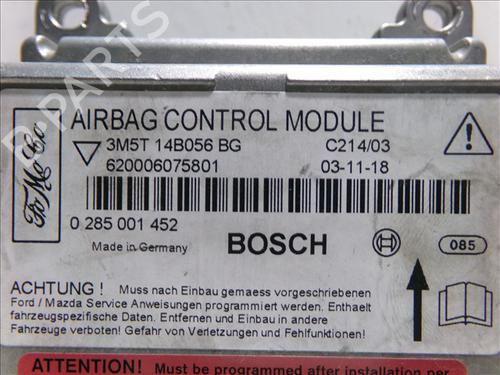 AIRBAG CONTROL MODULE
3M5T 14B056 BG C214/03
620006075801 03-11-18
0 285 001 452
Made in Germany BOSCH 085
FoMoCo
ACHTUNG ! Muss nach Einbau gemaess vorgeschriebenen
Ford / Mazda Service Anweisungen programmiert werden. Enthaelt
fahrzeugspezifische Daten. Entfernen und Einbau in andere
Fahrzeuge verboten! Gefahr von Verletzungen und Fehlfunktionen!
ATTENTION! Must be programmed after installation per